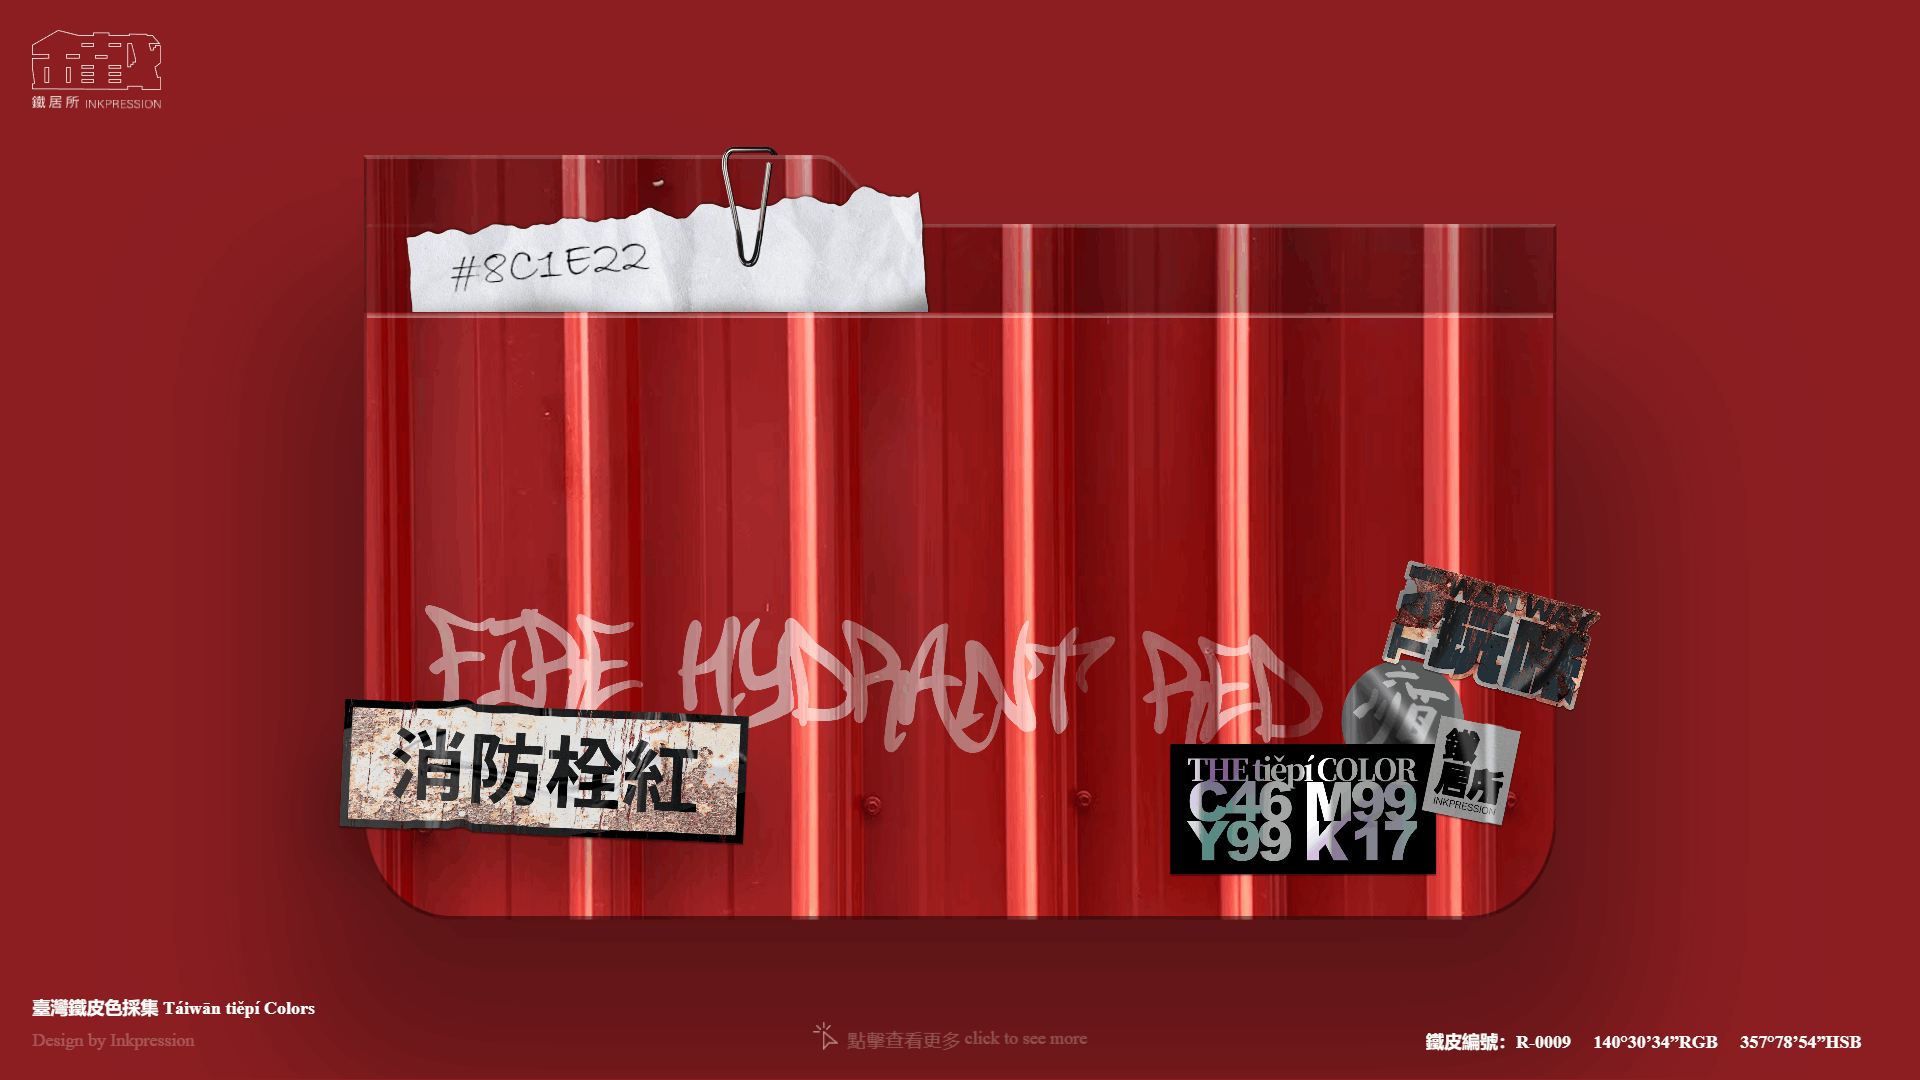 鐵居所 INKPRESSION
#8C1E22
FIRE HYDRANT RED
消防栓紅
TAIWAN WAY
THE tiěpí COLOR
C46 M99
Y99 K17
鐵居所
INKPRESSION
臺灣鐵皮色採集 Táiwān tiěpí Colors
Design by Inkpression
點擊查看更多 click to see more
鐵皮編號：R-0009 140°30’34”RGB 357°78’54”HSB